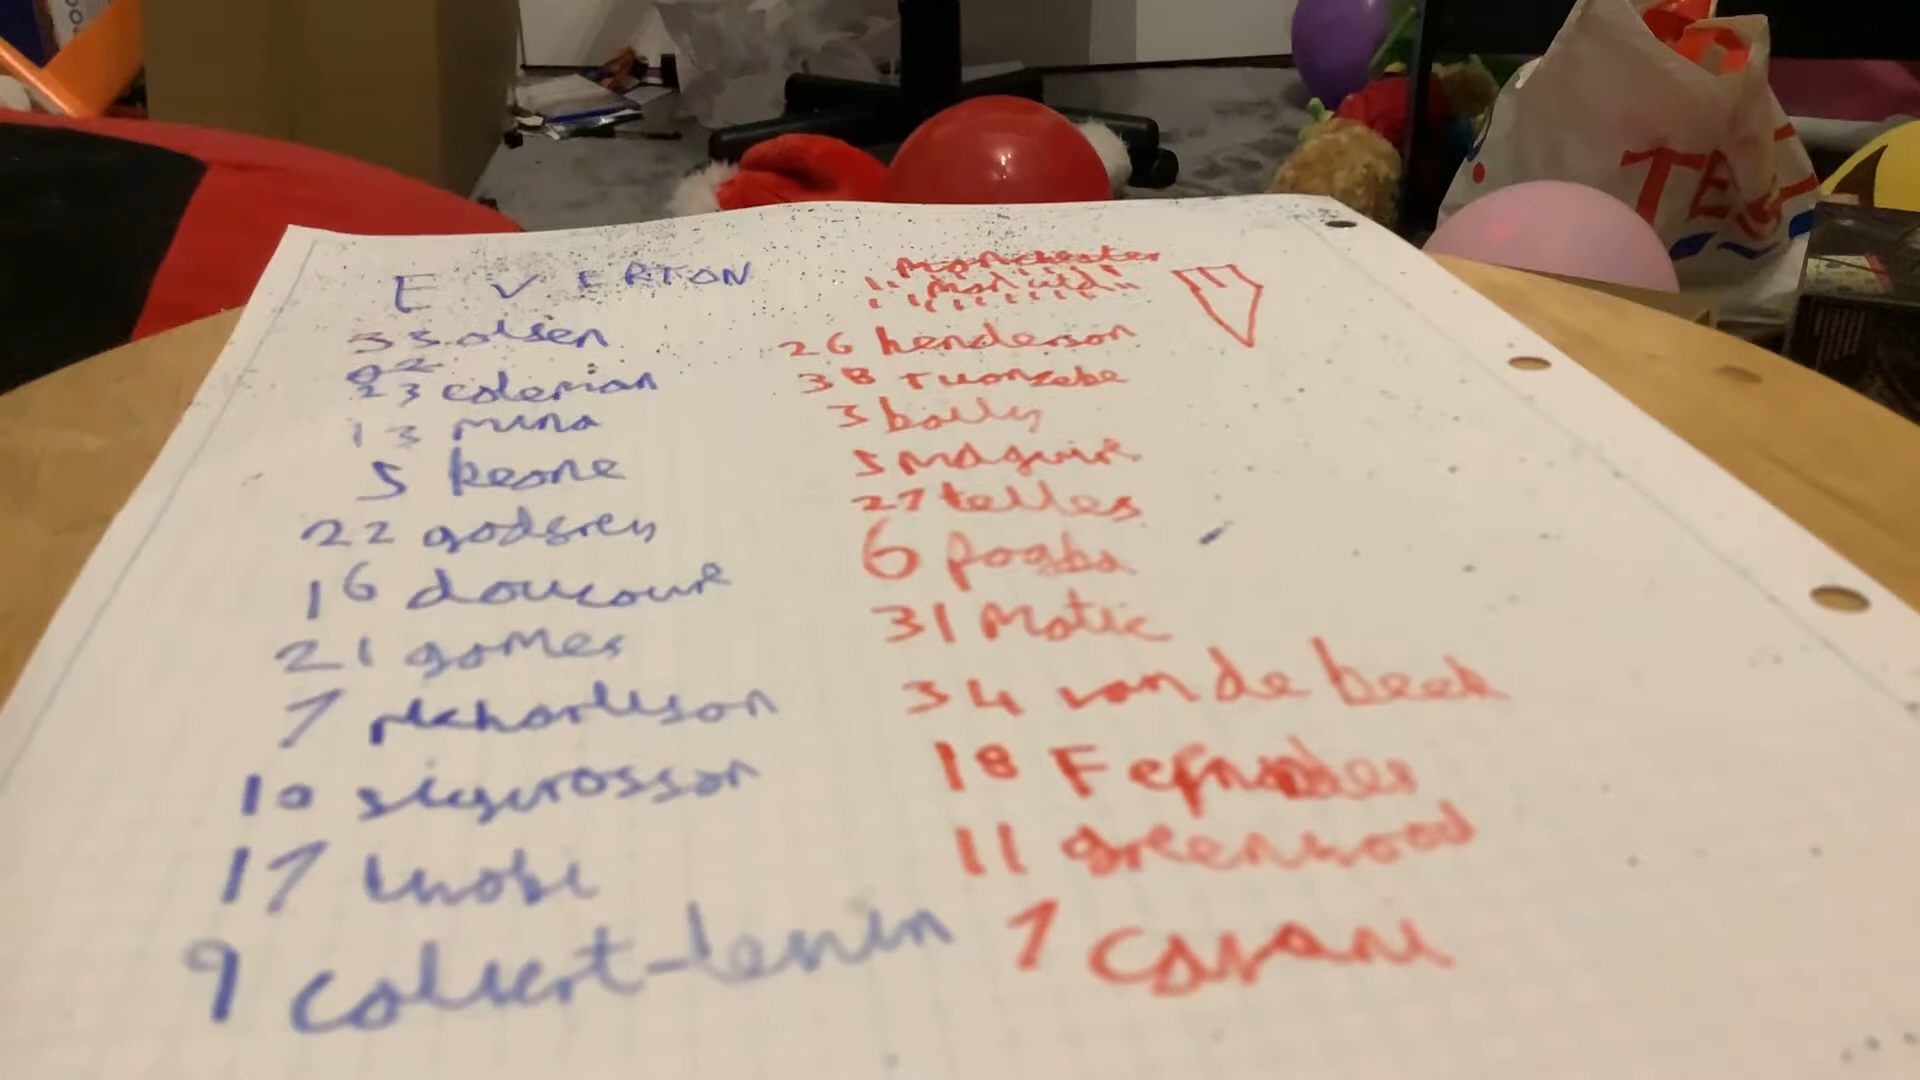 EVERTON
33 olsen
23 coleman
13 mina
5 keane
22 godfrey
16 doucoure
21 gomes
7 richarlison
10 sigurosson
17 iwobi
9 calvert-lewin
Manchester
26 henderson
38 Tuanzebe
3 bailly
5 maguire
27 telles
6 pogba
31 Matic
34 van de beek
18 Fernandes
11 greenwood
7 cavani
TES